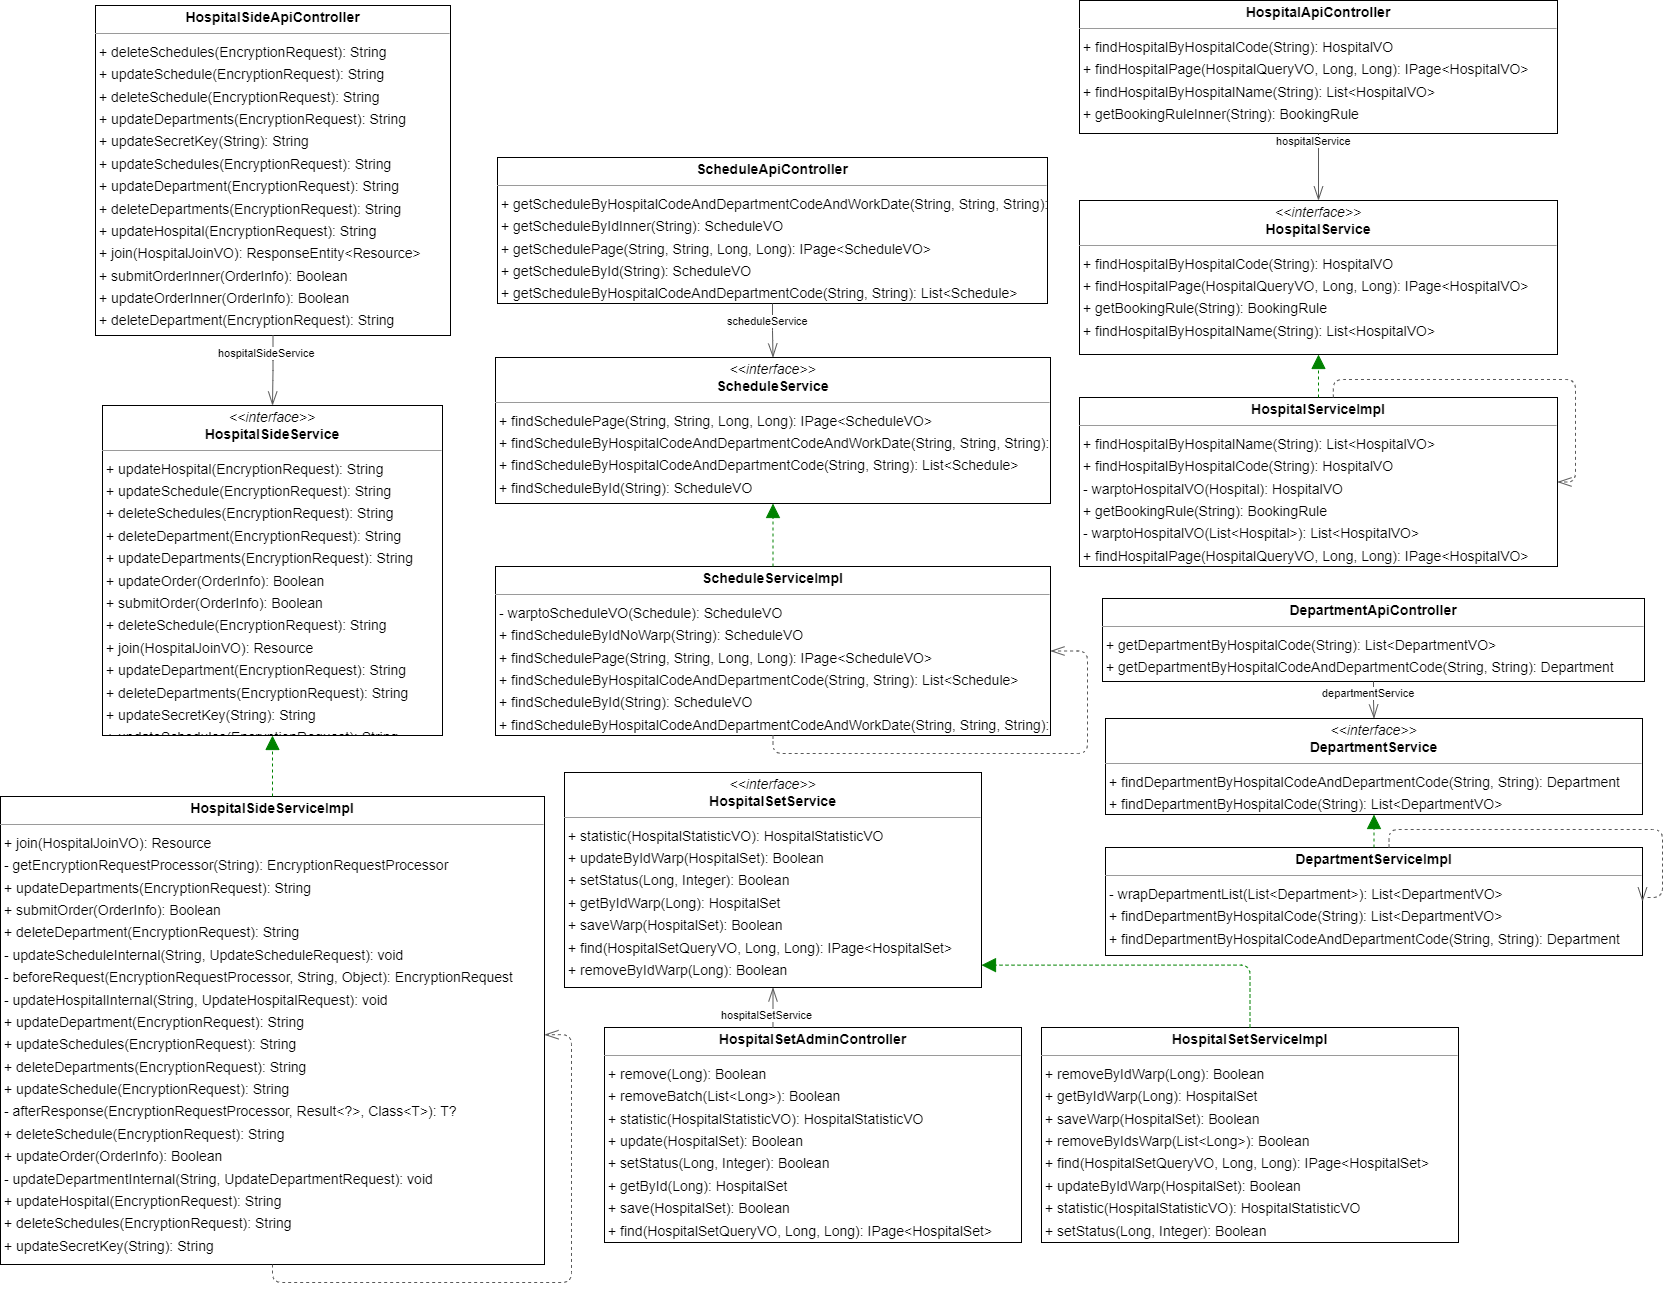 HospitalSideApiController
+ deleteSchedules(EncryptionRequest): String
+ updateSchedule(EncryptionRequest): String
+ deleteSchedule(EncryptionRequest): String
+ updateDepartments(EncryptionRequest): String
+ updateSecretKey(String): String
+ updateSchedules(EncryptionRequest): String
+ updateDepartment(EncryptionRequest): String
+ deleteDepartments(EncryptionRequest): String
+ updateHospital(EncryptionRequest): String
+ join(HospitalJoinVO): ResponseEntity<Resource>
+ submitOrderInner(OrderInfo): Boolean
+ updateOrderInner(OrderInfo): Boolean
+ deleteDepartment(EncryptionRequest): String
hospitalSideService
<<interface>>
HospitalSideService
+ updateHospital(EncryptionRequest): String
+ updateSchedule(EncryptionRequest): String
+ deleteSchedules(EncryptionRequest): String
+ deleteDepartment(EncryptionRequest): String
+ updateDepartments(EncryptionRequest): String
+ updateOrder(OrderInfo): Boolean
+ submitOrder(OrderInfo): Boolean
+ deleteSchedule(EncryptionRequest): String
+ join(HospitalJoinVO): Resource
+ updateDepartment(EncryptionRequest): String
+ deleteDepartments(EncryptionRequest): String
+ updateSecretKey(String): String
+ updateSchedules(EncryptionRequest): String
HospitalSideServiceImpl
+ join(HospitalJoinVO): Resource
- getEncryptionRequestProcessor(String): EncryptionRequestProcessor
+ updateDepartments(EncryptionRequest): String
+ submitOrder(OrderInfo): Boolean
+ deleteDepartment(EncryptionRequest): String
- updateScheduleInternal(String, UpdateScheduleRequest): void
- beforeRequest(EncryptionRequestProcessor, String, Object): EncryptionRequest
- updateHospitalInternal(String, UpdateHospitalRequest): void
+ updateDepartment(EncryptionRequest): String
+ updateSchedules(EncryptionRequest): String
+ deleteDepartments(EncryptionRequest): String
+ updateSchedule(EncryptionRequest): String
- afterResponse(EncryptionRequestProcessor, Result<?>, Class<T>): T?
+ deleteSchedule(EncryptionRequest): String
+ updateOrder(OrderInfo): Boolean
- updateDepartmentInternal(String, UpdateDepartmentRequest): void
+ updateHospital(EncryptionRequest): String
+ deleteSchedules(EncryptionRequest): String
+ updateSecretKey(String): String
ScheduleApiController
+ getScheduleByHospitalCodeAndDepartmentCodeAndWorkDate(String, String, String):
+ getScheduleByIdInner(String): ScheduleVO
+ getSchedulePage(String, String, Long, Long): IPage<ScheduleVO>
+ getScheduleById(String): ScheduleVO
+ getScheduleByHospitalCodeAndDepartmentCode(String, String): List<Schedule>
scheduleService
<<interface>>
ScheduleService
+ findSchedulePage(String, String, Long, Long): IPage<ScheduleVO>
+ findScheduleByHospitalCodeAndDepartmentCodeAndWorkDate(String, String, String):
+ findScheduleByHospitalCodeAndDepartmentCode(String, String): List<Schedule>
+ findScheduleById(String): ScheduleVO
ScheduleServiceImpl
- warptoScheduleVO(Schedule): ScheduleVO
+ findScheduleByIdNoWarp(String): ScheduleVO
+ findSchedulePage(String, String, Long, Long): IPage<ScheduleVO>
+ findScheduleByHospitalCodeAndDepartmentCode(String, String): List<Schedule>
+ findScheduleById(String): ScheduleVO
+ findScheduleByHospitalCodeAndDepartmentCodeAndWorkDate(String, String, String):
<<interface>>
HospitalSetService
+ statistic(HospitalStatisticVO): HospitalStatisticVO
+ updateByIdWarp(HospitalSet): Boolean
+ setStatus(Long, Integer): Boolean
+ getByIdWarp(Long): HospitalSet
+ saveWarp(HospitalSet): Boolean
+ find(HospitalSetQueryVO, Long, Long): IPage<HospitalSet>
+ removeByIdWarp(Long): Boolean
hospitalSetService
HospitalSetAdminController
+ remove(Long): Boolean
+ removeBatch(List<Long>): Boolean
+ statistic(HospitalStatisticVO): HospitalStatisticVO
+ update(HospitalSet): Boolean
+ setStatus(Long, Integer): Boolean
+ getById(Long): HospitalSet
+ save(HospitalSet): Boolean
+ find(HospitalSetQueryVO, Long, Long): IPage<HospitalSet>
HospitalSetServiceImpl
+ removeByIdWarp(Long): Boolean
+ getByIdWarp(Long): HospitalSet
+ saveWarp(HospitalSet): Boolean
+ removeByIdsWarp(List<Long>): Boolean
+ find(HospitalSetQueryVO, Long, Long): IPage<HospitalSet>
+ updateByIdWarp(HospitalSet): Boolean
+ statistic(HospitalStatisticVO): HospitalStatisticVO
+ setStatus(Long, Integer): Boolean
HospitalApiController
+ findHospitalByHospitalCode(String): HospitalVO
+ findHospitalPage(HospitalQueryVO, Long, Long): IPage<HospitalVO>
+ findHospitalByHospitalName(String): List<HospitalVO>
+ getBookingRuleInner(String): BookingRule
hospitalService
<<interface>>
HospitalService
+ findHospitalByHospitalCode(String): HospitalVO
+ findHospitalPage(HospitalQueryVO, Long, Long): IPage<HospitalVO>
+ getBookingRule(String): BookingRule
+ findHospitalByHospitalName(String): List<HospitalVO>
HospitalServiceImpl
+ findHospitalByHospitalName(String): List<HospitalVO>
+ findHospitalByHospitalCode(String): HospitalVO
- warptoHospitalVO(Hospital): HospitalVO
+ getBookingRule(String): BookingRule
- warptoHospitalVO(List<Hospital>): List<HospitalVO>
+ findHospitalPage(HospitalQueryVO, Long, Long): IPage<HospitalVO>
DepartmentApiController
+ getDepartmentByHospitalCode(String): List<DepartmentVO>
+ getDepartmentByHospitalCodeAndDepartmentCode(String, String): Department
departmentService
<<interface>>
DepartmentService
+ findDepartmentByHospitalCodeAndDepartmentCode(String, String): Department
+ findDepartmentByHospitalCode(String): List<DepartmentVO>
DepartmentServiceImpl
- wrapDepartmentList(List<Department>): List<DepartmentVO>
+ findDepartmentByHospitalCode(String): List<DepartmentVO>
+ findDepartmentByHospitalCodeAndDepartmentCode(String, String): Department